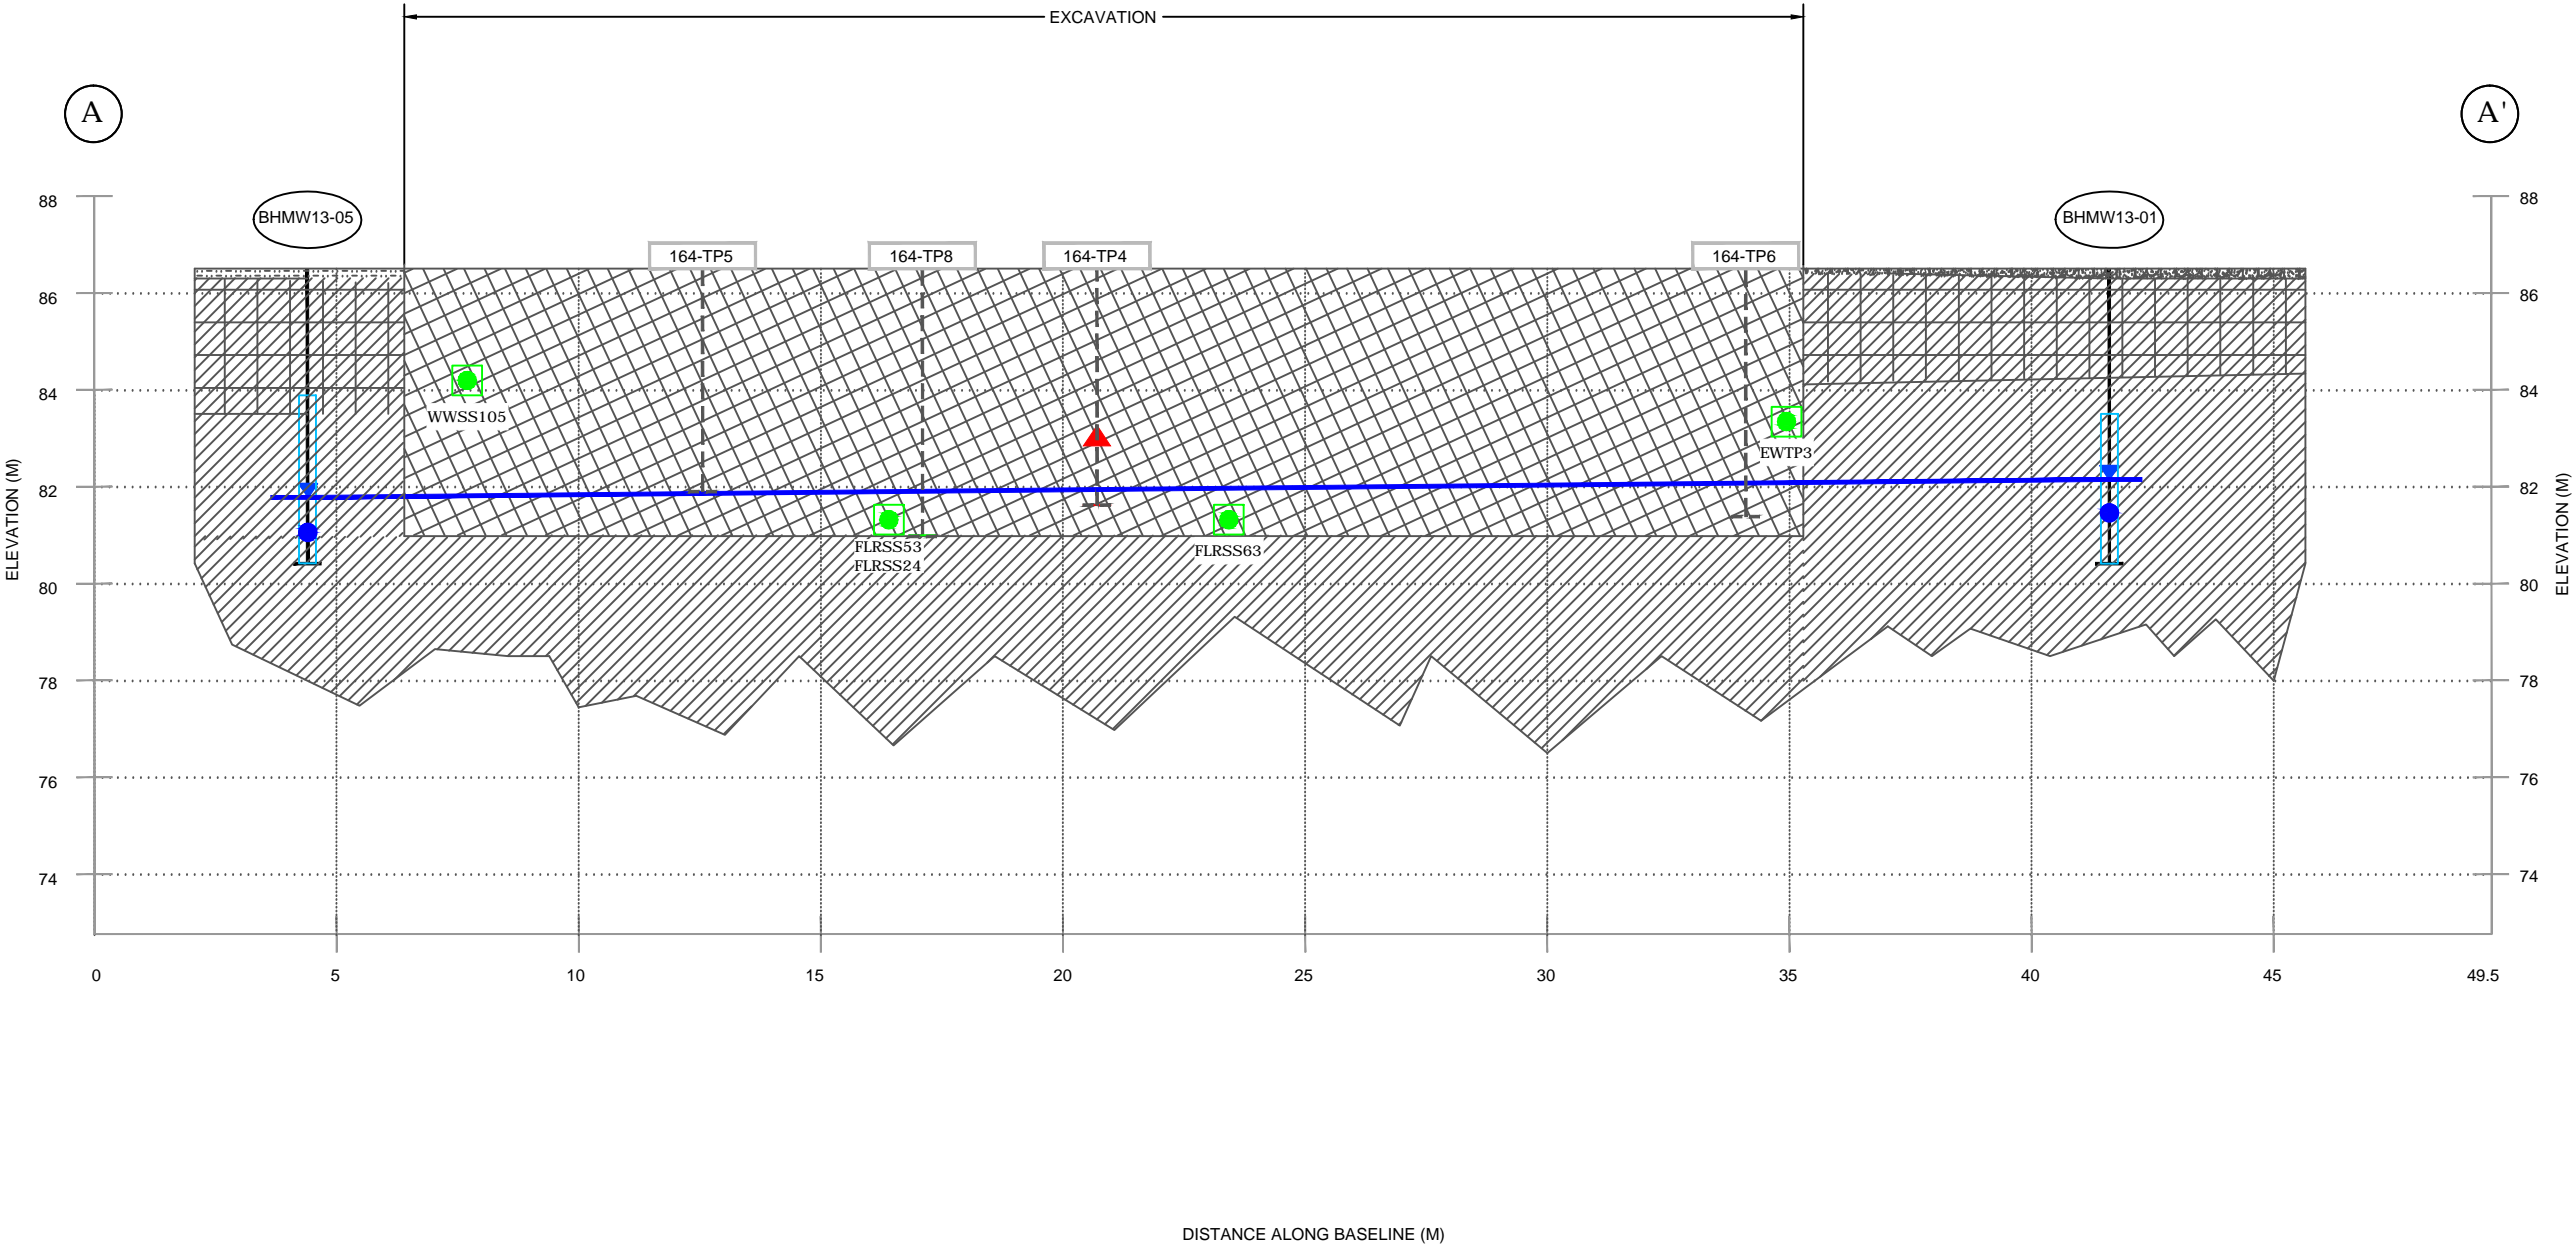 EXCAVATION
A
A'
BHMW13-05
BHMW13-01
164-TP5
164-TP8
164-TP4
164-TP6
88
86
84
82
80
78
76
74
88
86
84
82
80
78
76
74
ELEVATION (M)
ELEVATION (M)
WWSS105
EWTP3
FLRSS53
FLRSS24
FLRSS63
0
5
10
15
20
25
30
35
40
45
49.5
DISTANCE ALONG BASELINE (M)